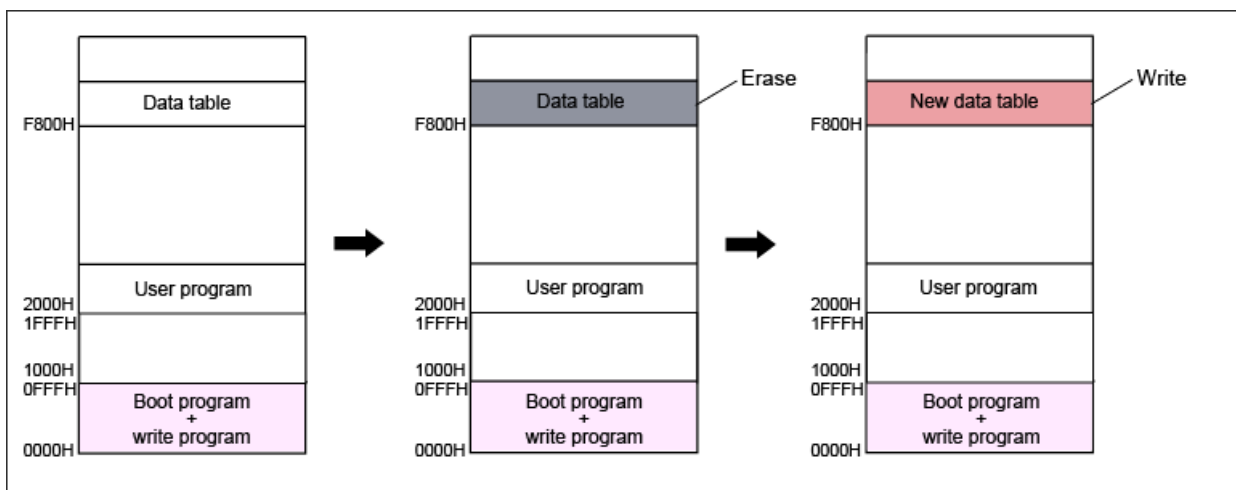 Data table
F800H
User program
2000H
1FFFH
1000H
0FFFH
Boot program
+
write program
0000H
Data table
Erase
F800H
User program
2000H
1FFFH
1000H
0FFFH
Boot program
+
write program
0000H
New data table
Write
F800H
User program
2000H
1FFFH
1000H
0FFFH
Boot program
+
write program
0000H